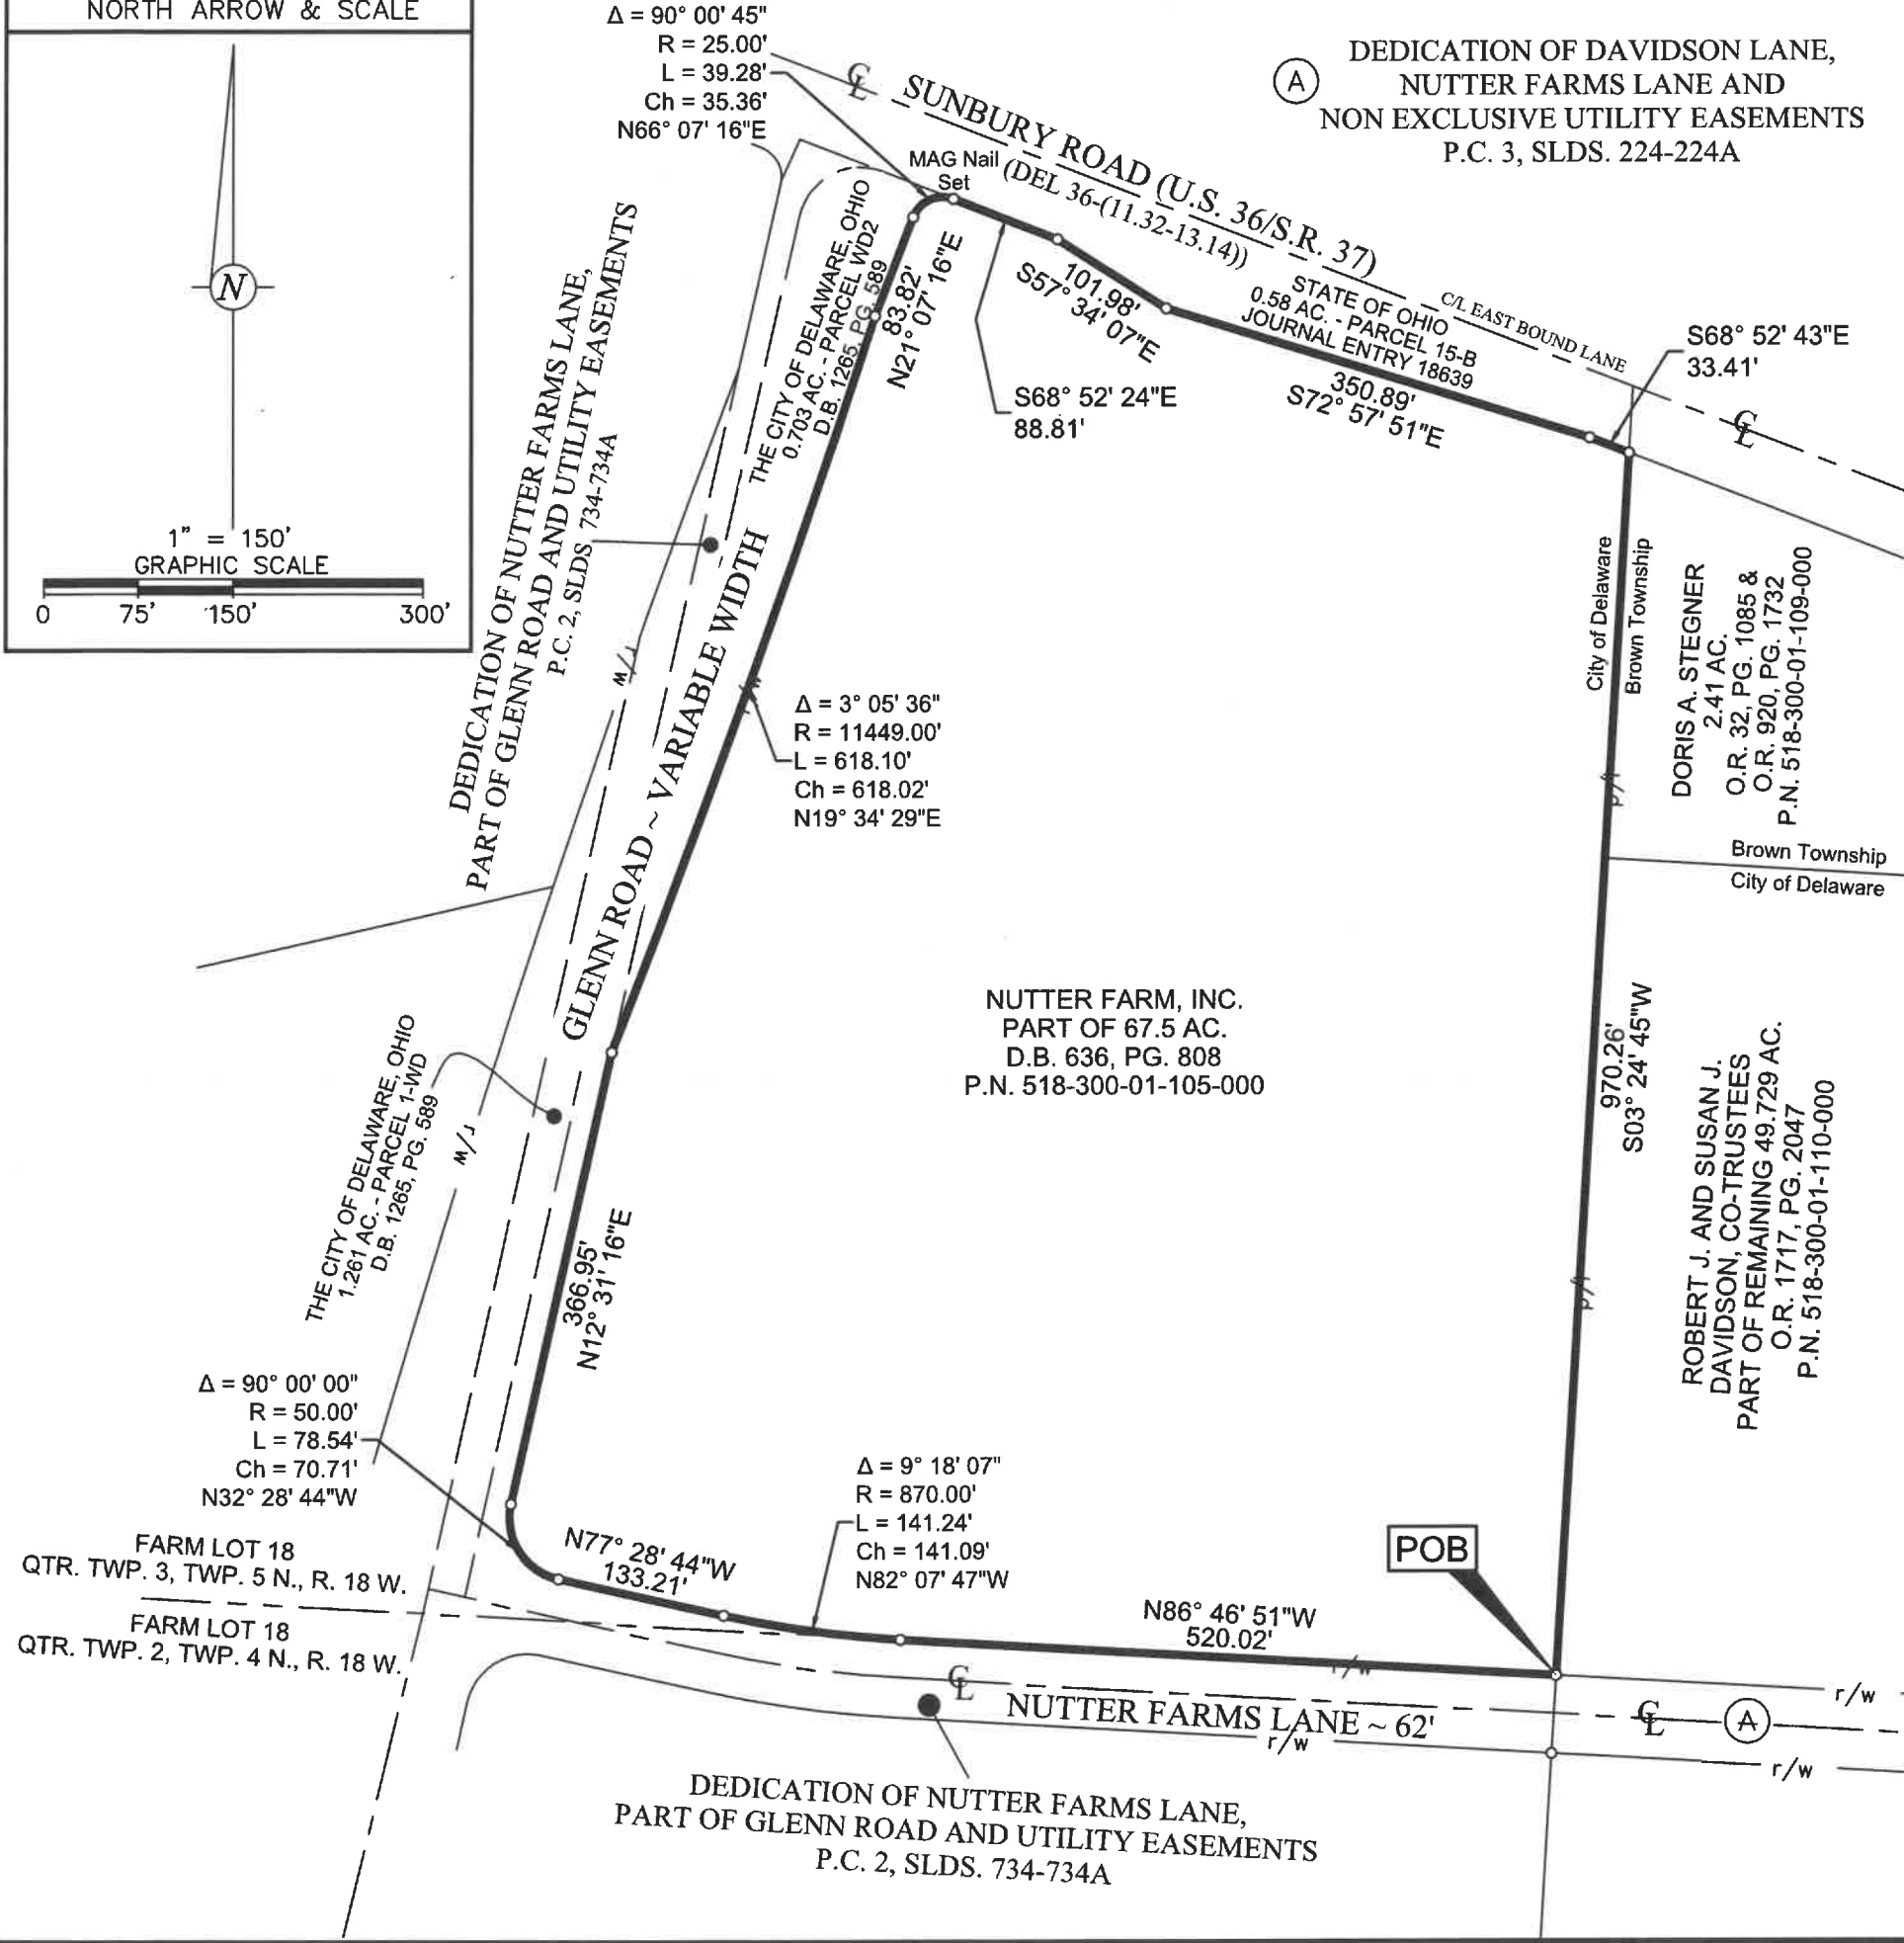 NORTH ARROW & SCALE
N
1" = 150'
GRAPHIC SCALE
0 75' 150' 300'
Δ = 90° 00' 45"
R = 25.00'
L = 39.28'
Ch = 35.36'
N66° 07' 16"E
A
DEDICATION OF DAVIDSON LANE,
NUTTER FARMS LANE AND
NON EXCLUSIVE UTILITY EASEMENTS
P.C. 3, SLDS. 224-224A
CL
SUNBURY ROAD (U.S. 36/S.R. 37)
(DEL 36-(11.32-13.14))
MAG Nail
Set
STATE OF OHIO
0.58 AC. - PARCEL 15-B
JOURNAL ENTRY 18639
C/L EAST BOUND LANE
CL
101.98'
S57° 34' 07"E
S68° 52' 24"E
88.81'
350.89'
S72° 57' 51"E
S68° 52' 43"E
33.41'
83.82'
N21° 07' 16"E
THE CITY OF DELAWARE, OHIO
0.703 AC. - PARCEL WD2
D.B. 1265, PG. 589
DEDICATION OF NUTTER FARMS LANE,
PART OF GLENN ROAD AND UTILITY EASEMENTS
P.C. 2, SLDS 734-734A
r/w
GLENN ROAD ~ VARIABLE WIDTH
r/w
Δ = 3° 05' 36"
R = 11449.00'
L = 618.10'
Ch = 618.02'
N19° 34' 29"E
City of Delaware
Brown Township
DORIS A. STEGNER
2.41 AC.
O.R. 32, PG. 1085 &
O.R. 920, PG. 1732
P.N. 518-300-01-109-000
p/l
Brown Township
City of Delaware
NUTTER FARM, INC.
PART OF 67.5 AC.
D.B. 636, PG. 808
P.N. 518-300-01-105-000
970.26'
S03° 24' 45"W
ROBERT J. AND SUSAN J.
DAVIDSON, CO-TRUSTEES
PART OF REMAINING 49.729 AC.
O.R. 1717, PG. 2047
P.N. 518-300-01-110-000
p/l
THE CITY OF DELAWARE, OHIO
1.261 AC. - PARCEL 1-WD
D.B. 1265, PG. 589
r/w
366.95'
N12° 31' 16"E
Δ = 90° 00' 00"
R = 50.00'
L = 78.54'
Ch = 70.71'
N32° 28' 44"W
Δ = 9° 18' 07"
R = 870.00'
L = 141.24'
Ch = 141.09'
N82° 07' 47"W
N77° 28' 44"W
133.21'
POB
FARM LOT 18
QTR. TWP. 3, TWP. 5 N., R. 18 W.
FARM LOT 18
QTR. TWP. 2, TWP. 4 N., R. 18 W.
N86° 46' 51"W
520.02'
r/w
CL
NUTTER FARMS LANE ~ 62'
r/w
CL
A
r/w
r/w
DEDICATION OF NUTTER FARMS LANE,
PART OF GLENN ROAD AND UTILITY EASEMENTS
P.C. 2, SLDS. 734-734A